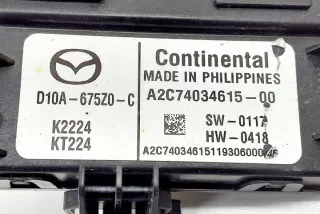 Continental
MADE IN PHILIPPINES
D10A-675Z0-C
A2C74034615-00
K2224
KT224
SW-0117
HW-0418